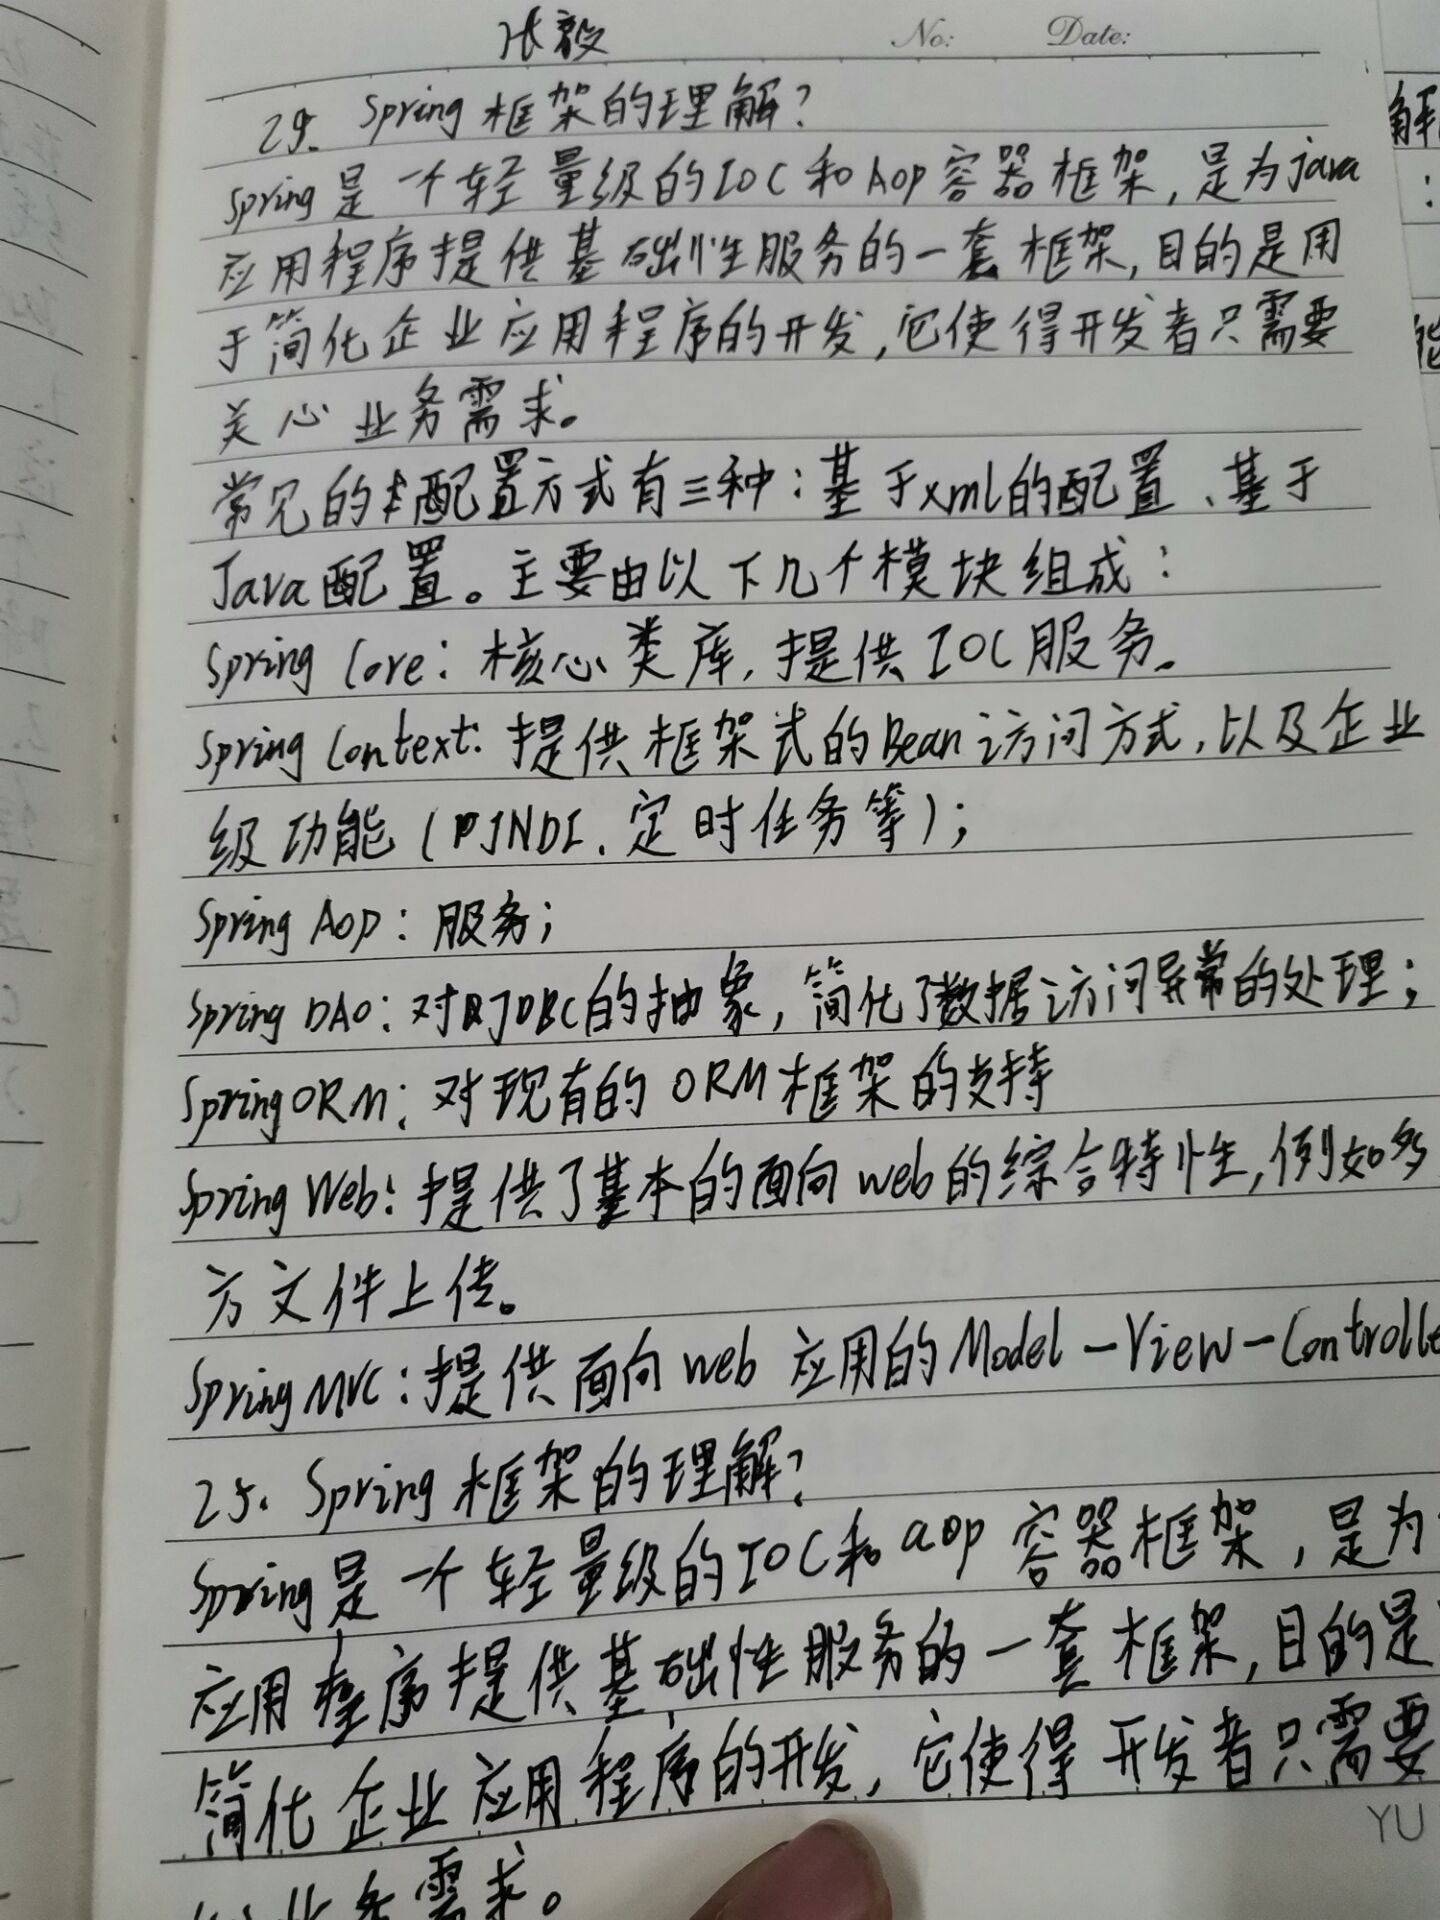 张毅
No: Date:
25. Spring框架的理解?
Spring是一个轻量级的IOC和AOP容器框架,是为java
应用程序提供基础性服务的一套框架,目的是用
于简化企业应用程序的开发,它使得开发者只需要
关心业务需求。
常见的配置方式有三种:基于xml的配置、基于
Java配置。主要由以下几个模块组成:
Spring Core: 核心类库,提供IOC服务。
Spring Context: 提供框架式的Bean访问方式,以及企业
级功能(JNDI、定时任务等);
Spring AOP: 服务;
Spring DAO: 对JDBC的抽象,简化了数据访问异常的处理;
Spring ORM: 对现有的ORM框架的支持
Spring Web: 提供了基本的面向web的综合特性,例如多
方文件上传。
Spring MVC: 提供面向web应用的Model-View-Controlle
25. Spring框架的理解?
Spring是一个轻量级的IOC和aop容器框架,是为
应用程序提供基础性服务的一套框架,目的是
简化企业应用程序的开发,它使得开发者只需要
业务需求。
YU
解
:
能